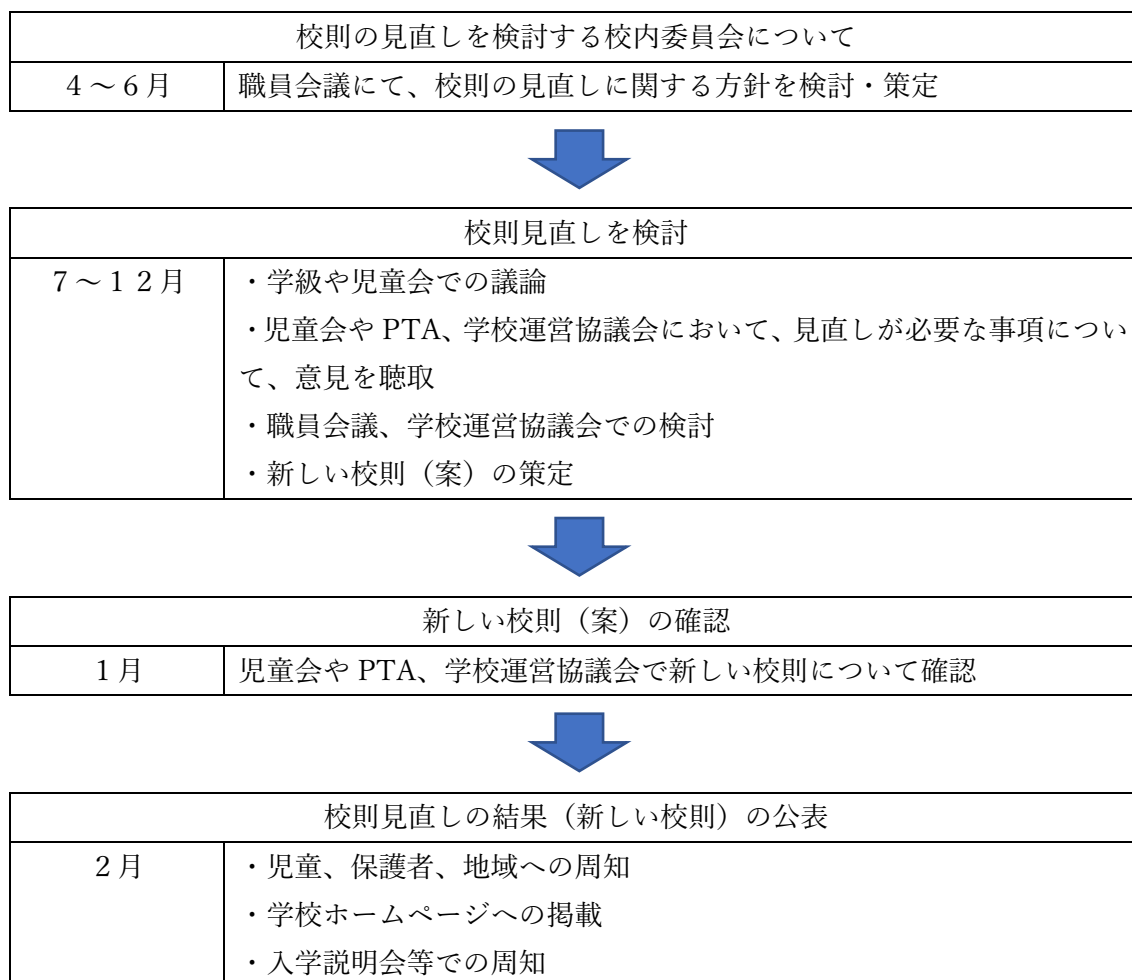 校則の見直しを検討する校内委員会について
４～６月
職員会議にて、校則の見直しに関する方針を検討・策定
校則見直しを検討
７～１２月
・学級や児童会での議論
・児童会や PTA、学校運営協議会において、見直しが必要な事項につい
て、意見を聴取
・職員会議、学校運営協議会での検討
・新しい校則（案）の策定
新しい校則（案）の確認
１月
児童会や PTA、学校運営協議会で新しい校則について確認
校則見直しの結果（新しい校則）の公表
２月
・児童、保護者、地域への周知
・学校ホームページへの掲載
・入学説明会等での周知